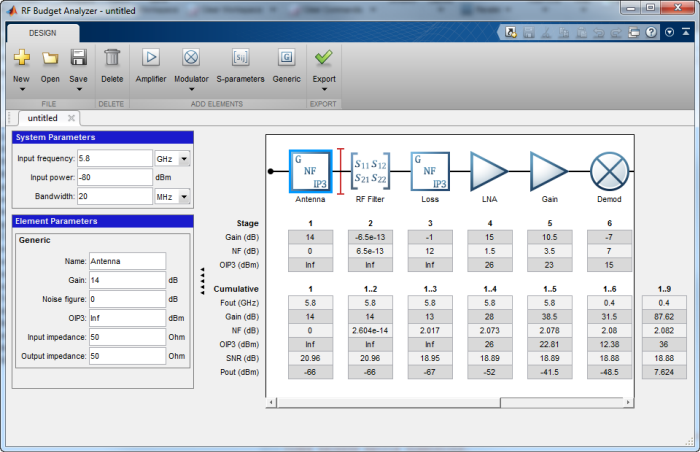 RF Budget Analyzer - untitled
DESIGN
New Open Save Delete Amplifier Modulator S-parameters Generic Export
FILE DELETE ADD ELEMENTS EXPORT
untitled
System Parameters
Input frequency: 5.8 GHz
Input power: -80 dBm
Bandwidth: 20 MHz
Element Parameters
Generic
Name: Antenna
Gain: 14 dB
Noise figure: 0 dB
OIP3: Inf dBm
Input impedance: 50 Ohm
Output impedance: 50 Ohm
G NF IP3
S11 S12
S21 S22
G NF IP3
Antenna RF Filter Loss LNA Gain Demod
Stage 1 2 3 4 5 6
Gain (dB) 14 -6.5e-13 -1 15 10.5 -7
NF (dB) 0 6.5e-13 12 1.5 3.5 7
OIP3 (dBm) Inf Inf Inf 26 23 15
Cumulative 1 1..2 1..3 1..4 1..5 1..6 1..9
Fout (GHz) 5.8 5.8 5.8 5.8 5.8 0.4 0.4
Gain (dB) 14 14 13 28 38.5 31.5 87.62
NF (dB) 0 2.604e-14 2.017 2.073 2.078 2.08 2.082
OIP3 (dBm) Inf Inf Inf 26 22.81 12.38 36
SNR (dB) 20.96 20.96 18.95 18.89 18.89 18.88 18.88
Pout (dBm) -66 -66 -67 -52 -41.5 -48.5 7.624